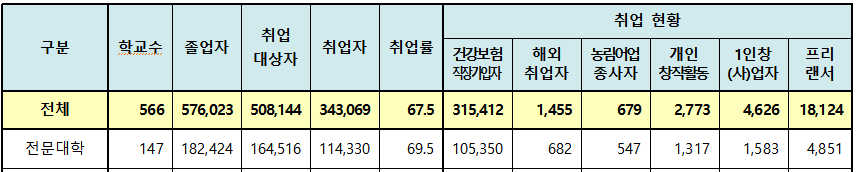 구분 학교수 졸업자 취업 대상자 취업자 취업률 취업 현황
건강보험 직장가입자 해외 취업자 농림어업 종사자 개인 창작활동 1인창 (사)업자 프리 랜서
전체 566 576,023 508,144 343,069 67.5 315,412 1,455 679 2,773 4,626 18,124
전문대학 147 182,424 164,516 114,330 69.5 105,350 682 547 1,317 1,583 4,851